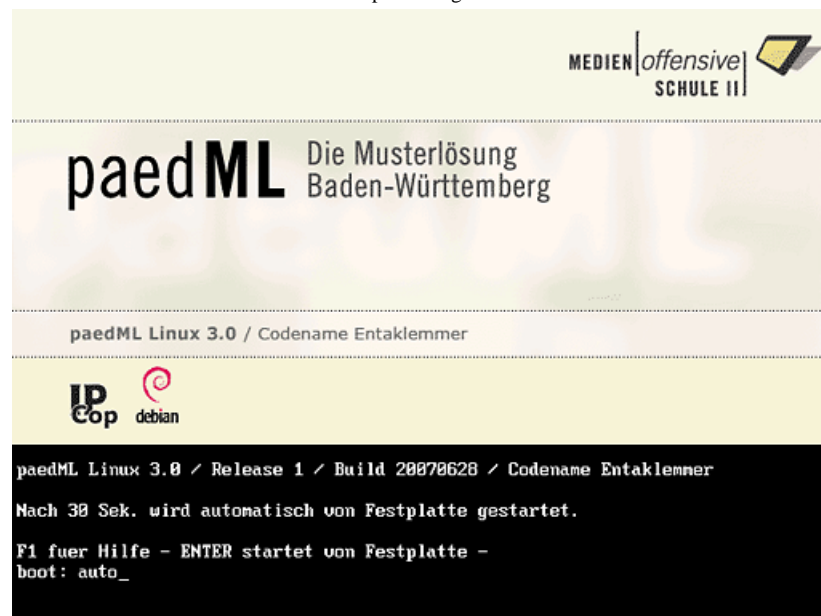 MEDIEN offensive
SCHULE II
paedML Die Musterlösung
Baden-Württemberg
paedML Linux 3.0 / Codename Entaklemmer
IP
Cop debian
paedML Linux 3.0 / Release 1 / Build 20070628 / Codename Entaklemmer
Nach 30 Sek. wird automatisch von Festplatte gestartet.
F1 fuer Hilfe - ENTER startet von Festplatte -
boot: auto_